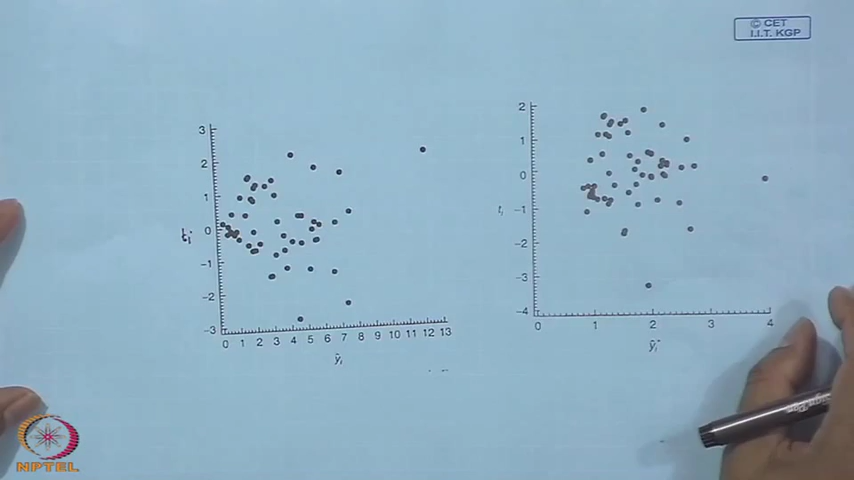 © CET
I.I.T. KGP
3
2
1
0
-1
-2
-3
tᵢ
0 1 2 3 4 5 6 7 8 9 10 11 12 13
ŷᵢ
2
1
0
-1
-2
-3
-4
tᵢ
0 1 2 3 4
ŷᵢ*
NPTEL